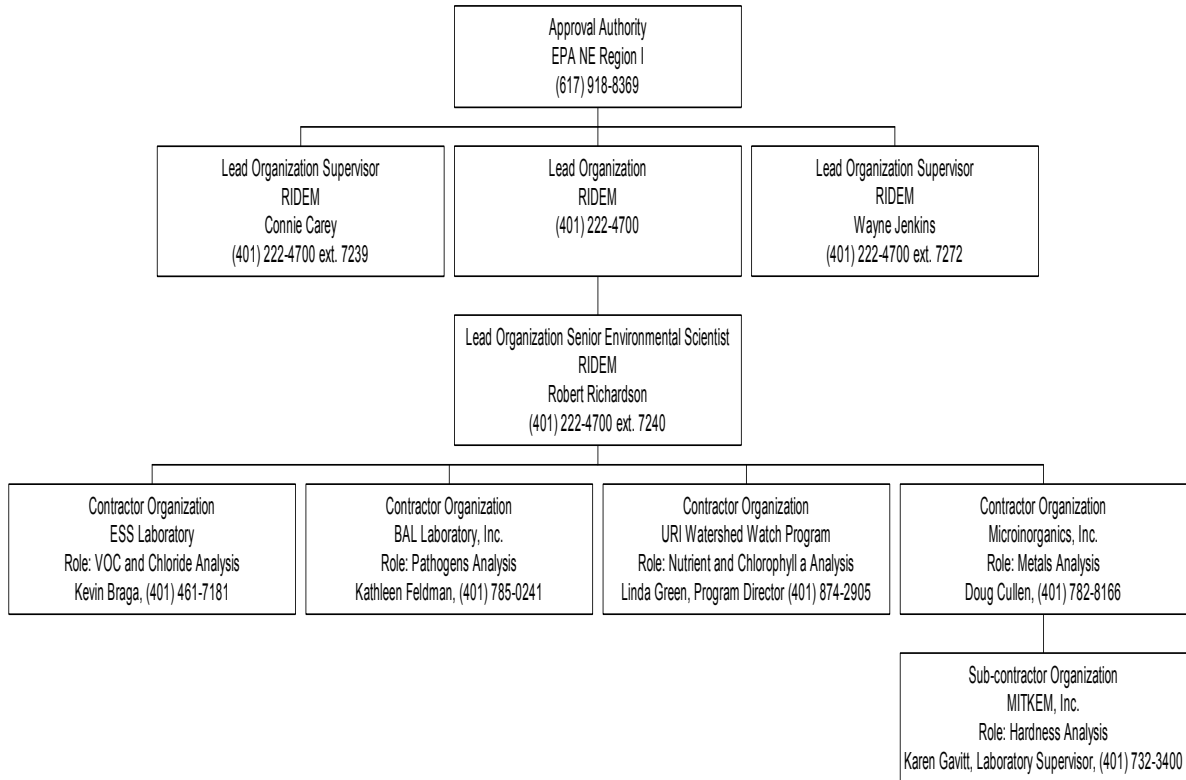 Approval Authority
EPA NE Region I
(617) 918-8369
Lead Organization Supervisor
RIDEM
Connie Carey
(401) 222-4700 ext. 7239
Lead Organization
RIDEM
(401) 222-4700
Lead Organization Supervisor
RIDEM
Wayne Jenkins
(401) 222-4700 ext. 7272
Lead Organization Senior Environmental Scientist
RIDEM
Robert Richardson
(401) 222-4700 ext. 7240
Contractor Organization
ESS Laboratory
Role: VOC and Chloride Analysis
Kevin Braga, (401) 461-7181
Contractor Organization
BAL Laboratory, Inc.
Role: Pathogens Analysis
Kathleen Feldman, (401) 785-0241
Contractor Organization
URI Watershed Watch Program
Role: Nutrient and Chlorophyll a Analysis
Linda Green, Program Director (401) 874-2905
Contractor Organization
Microinorganics, Inc.
Role: Metals Analysis
Doug Cullen, (401) 782-8166
Sub-contractor Organization
MITKEM, Inc.
Role: Hardness Analysis
Karen Gavitt, Laboratory Supervisor, (401) 732-3400